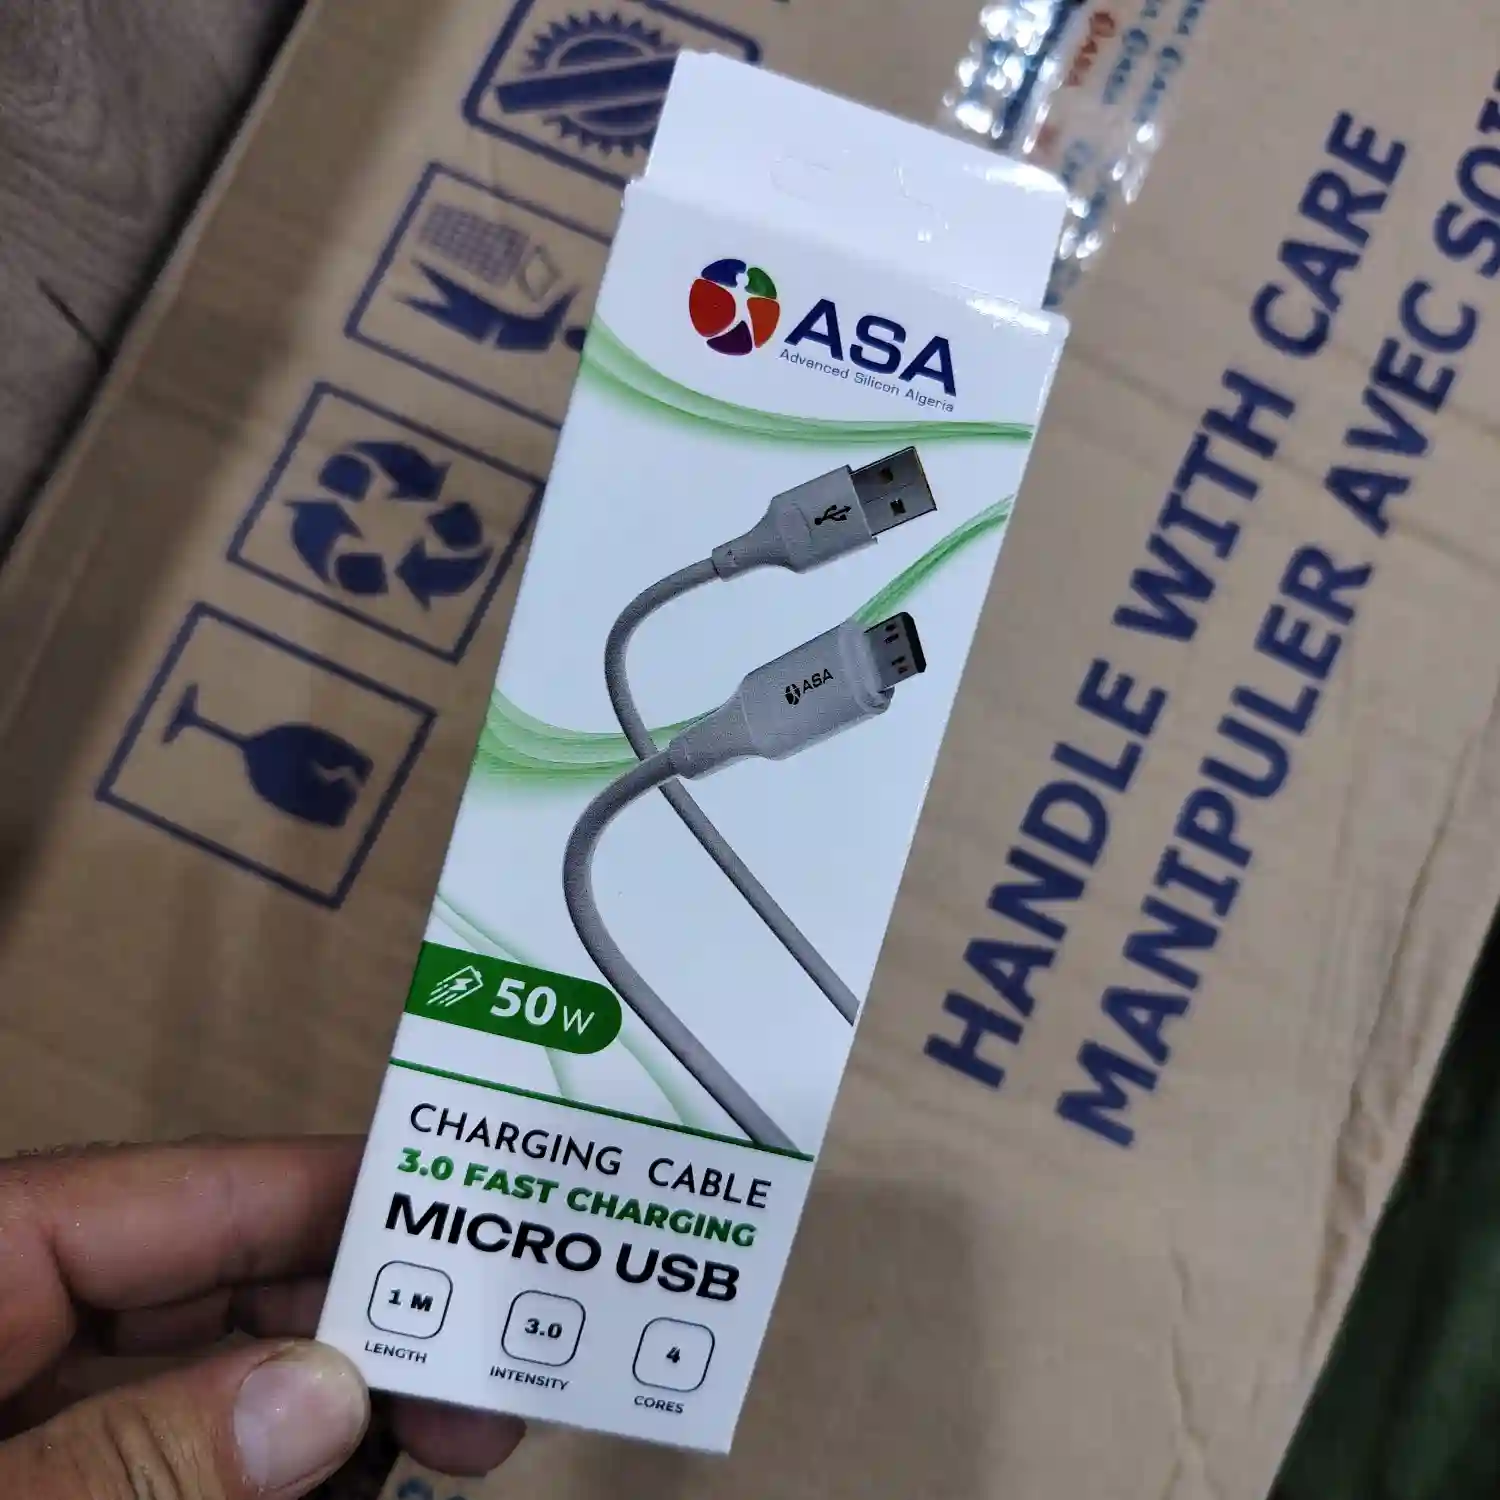 ASA
Advanced Silicon Algeria
ASA
50W
CHARGING CABLE
3.0 FAST CHARGING
MICRO USB
1 M
LENGTH
3.0
INTENSITY
4
CORES
HANDLE WITH CARE
MANIPULER AVEC